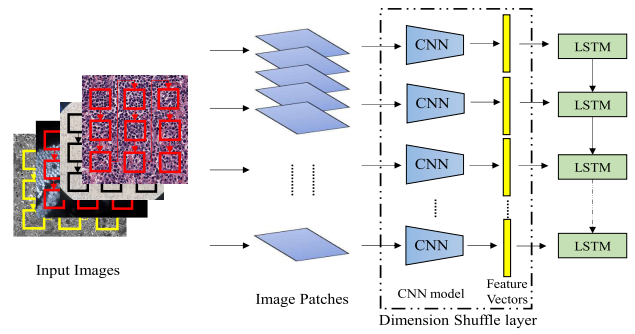 CNN
LSTM
CNN
LSTM
CNN
LSTM
CNN
LSTM
Input Images
Image Patches
CNN model
Feature
Vectors
Dimension Shuffle layer